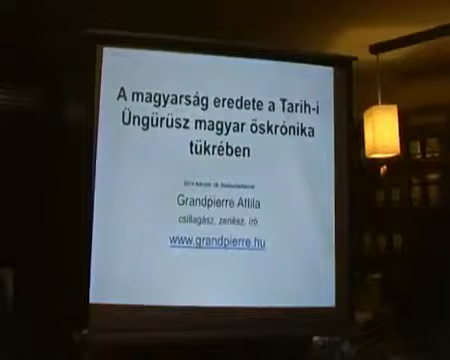 A magyarság eredete a Tarih-i
Üngürüsz magyar őskrónika
tükrében
Grandpierre Attila
csillagász, zenész, író
www.grandpierre.hu